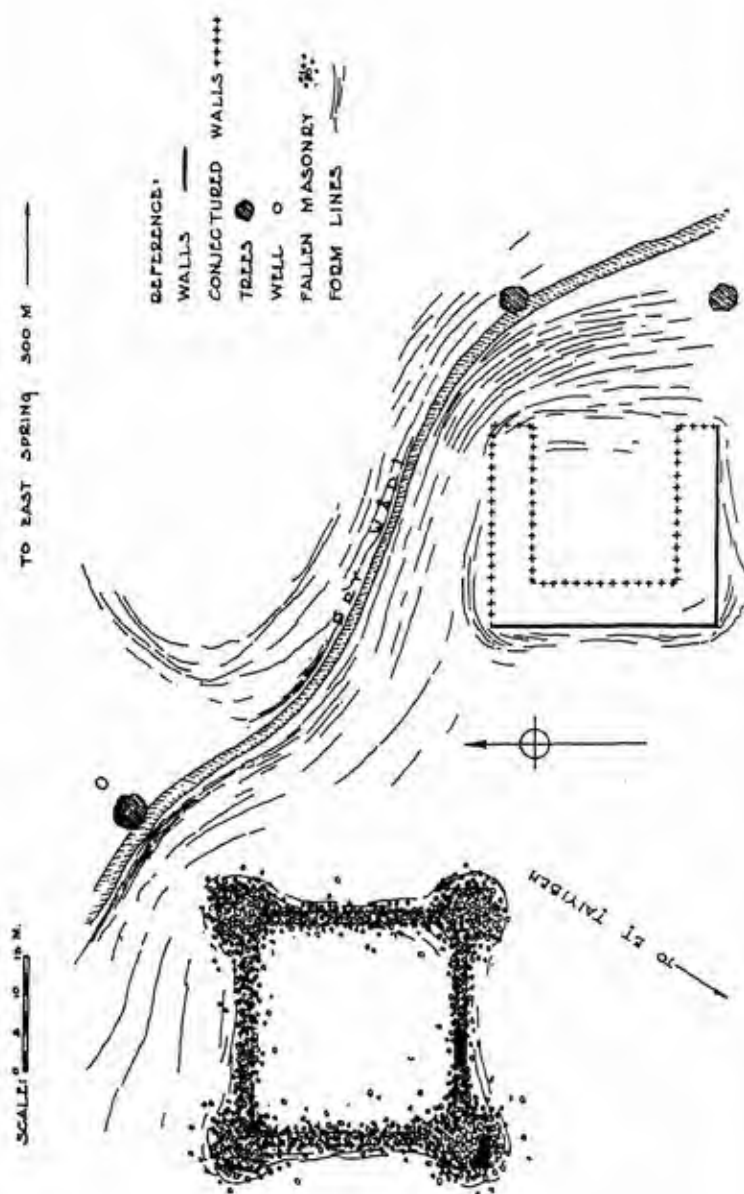 TO EAST SPRING 300 M
REFERENCE:
WALLS
CONJECTURED WALLS
TREES
WELL
FALLEN MASONRY
FORM LINES
DRY WADI
TO ET TAIYIBEH
SCALE: 0 5 10 15 M.